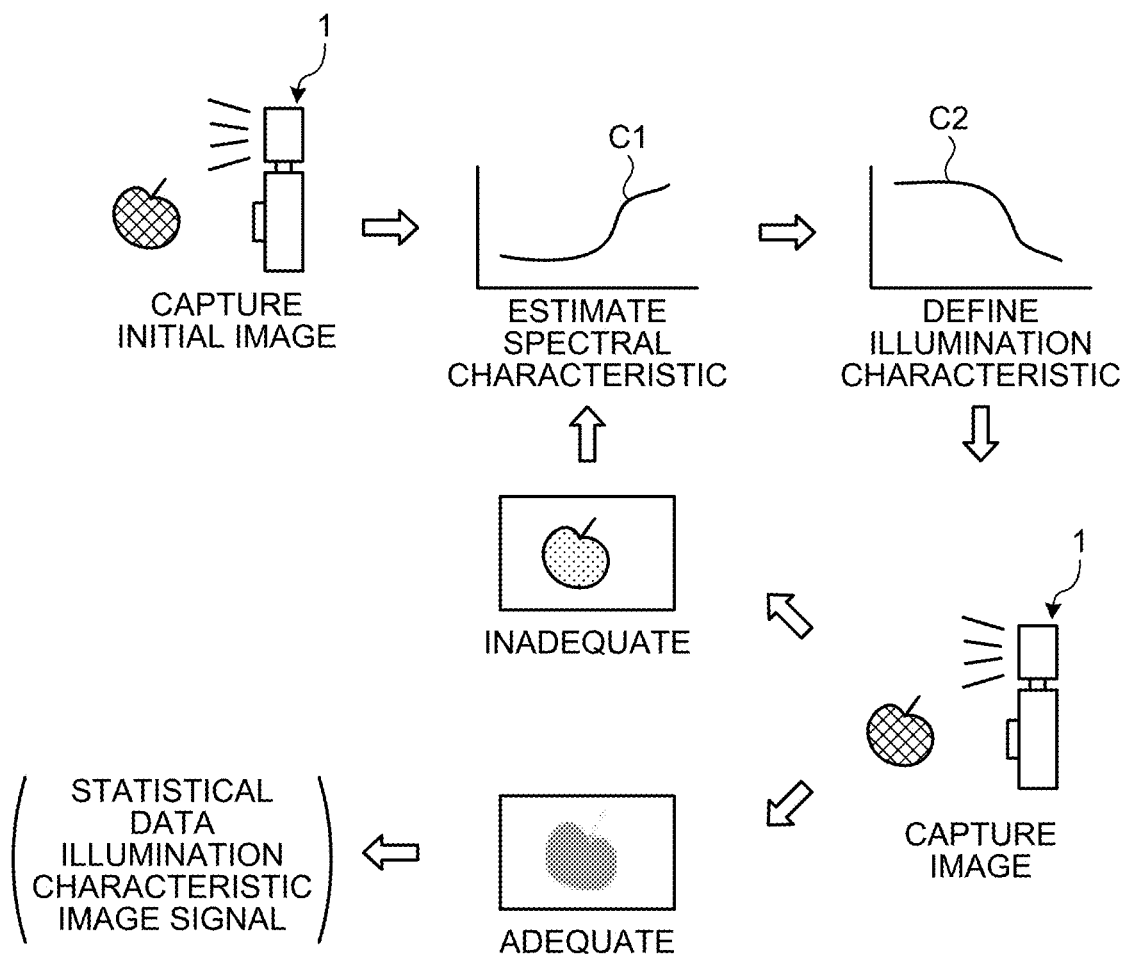 1
C1
C2
CAPTURE
INITIAL IMAGE
ESTIMATE
SPECTRAL
CHARACTERISTIC
DEFINE
ILLUMINATION
CHARACTERISTIC
1
INADEQUATE
CAPTURE
IMAGE
STATISTICAL
DATA
ILLUMINATION
CHARACTERISTIC
IMAGE SIGNAL
ADEQUATE